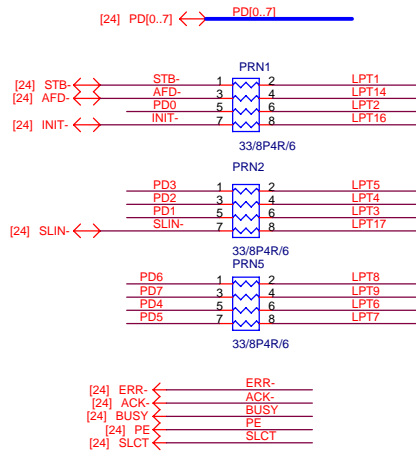 [24] PD[0..7] PD[0..7]
PRN1
[24] STB- STB- 1 2 LPT1
[24] AFD- AFD- 3 4 LPT14
PD0 5 6 LPT2
[24] INIT- INIT- 7 8 LPT16
33/8P4R/6
PRN2
PD3 1 2 LPT5
PD2 3 4 LPT4
PD1 5 6 LPT3
[24] SLIN- SLIN- 7 8 LPT17
33/8P4R/6
PRN5
PD6 1 2 LPT8
PD7 3 4 LPT9
PD4 5 6 LPT6
PD5 7 8 LPT7
33/8P4R/6
[24] ERR- ERR-
[24] ACK- ACK-
[24] BUSY BUSY
[24] PE PE
[24] SLCT SLCT